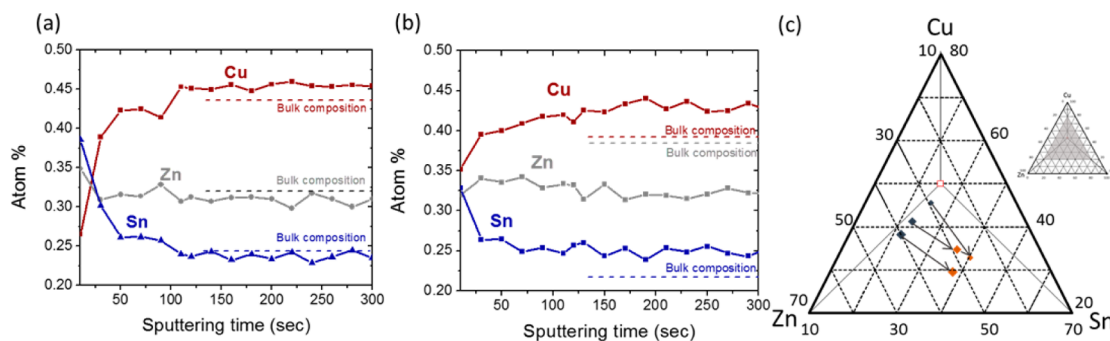 (a)
0.50
0.45
0.40
0.35
0.30
0.25
0.20
Atom %
Cu
Bulk composition
Zn
Bulk composition
Sn
Bulk composition
50 100 150 200 250 300
Sputtering time (sec)
(b)
0.50
0.45
0.40
0.35
0.30
0.25
0.20
Atom %
Cu
Bulk composition
Zn
Bulk composition
Sn
Bulk composition
50 100 150 200 250 300
Sputtering time (sec)
(c)
Cu
10 80
30 60
50 40
70 20
Zn Sn
10 30 50 70
Cu
Zn